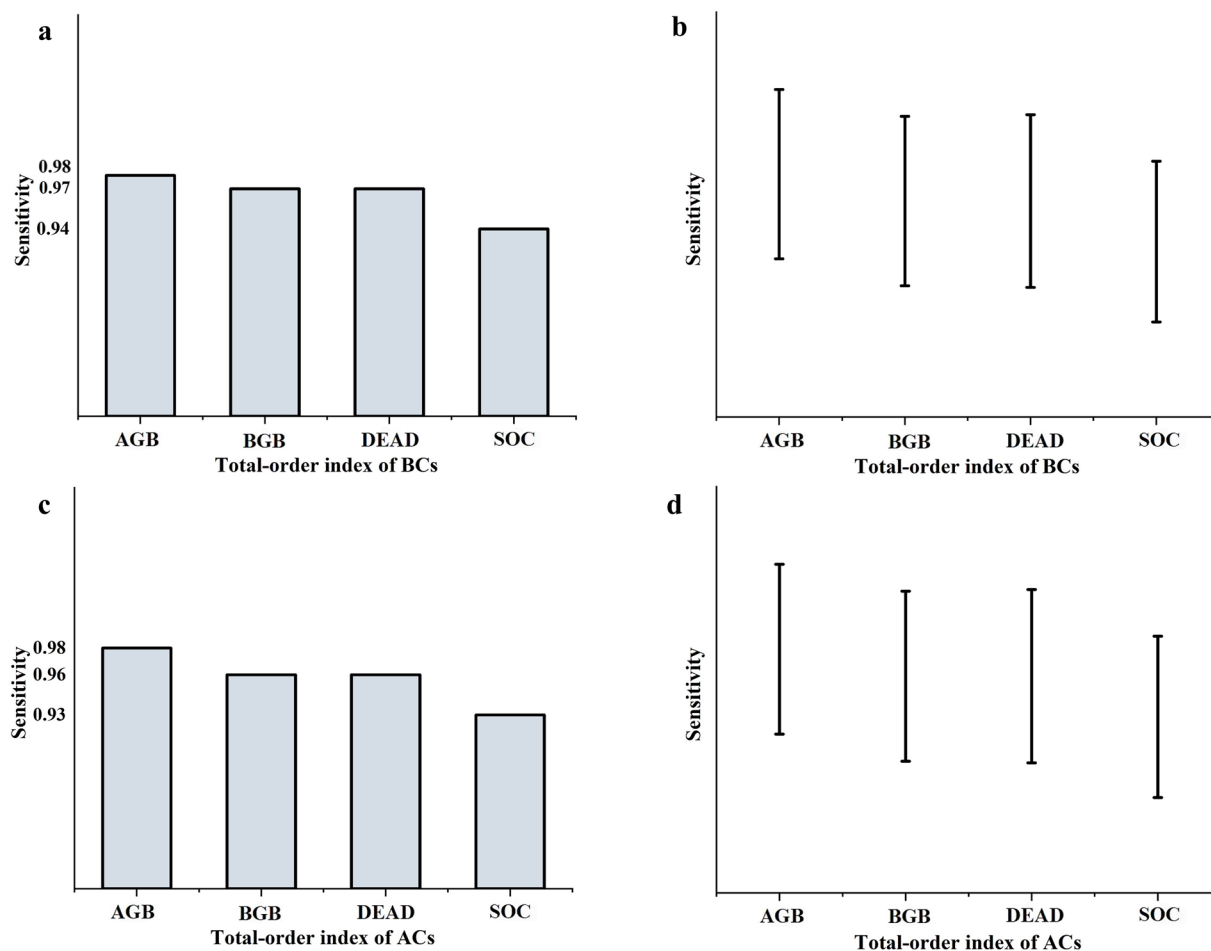 a
0.98
0.97
0.94
Sensitivity
AGB BGB DEAD SOC
Total-order index of BCs
b
Sensitivity
AGB BGB DEAD SOC
Total-order index of BCs
c
0.98
0.96
0.93
Sensitivity
AGB BGB DEAD SOC
Total-order index of ACs
d
Sensitivity
AGB BGB DEAD SOC
Total-order index of ACs